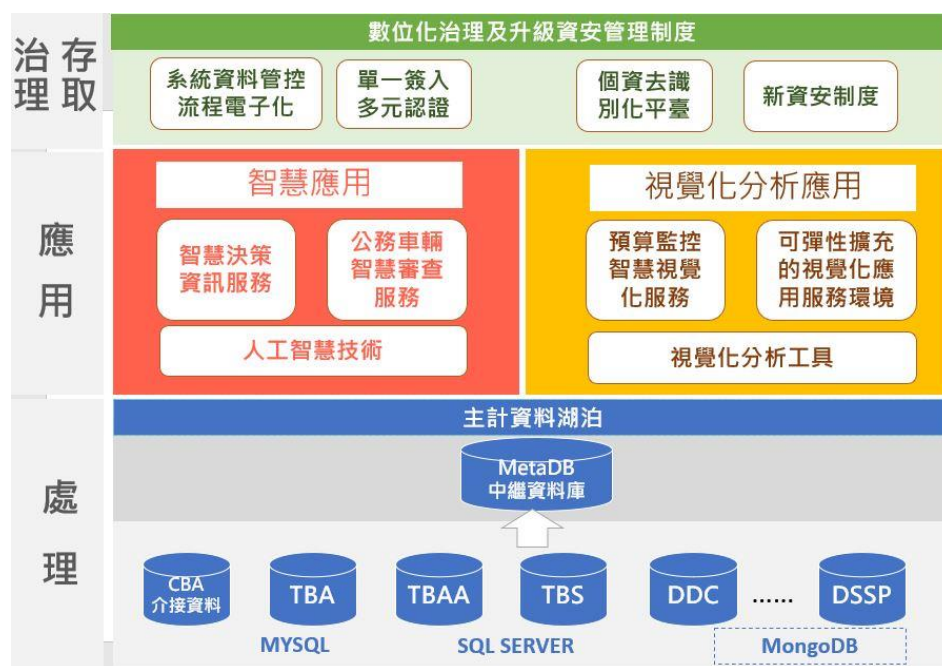 存取
治理
數位化治理及升級資安管理制度
系統資料管控
流程電子化
單一簽入
多元認證
個資去識
別化平臺
新資安制度
應用
智慧應用
智慧決策
資訊服務
公務車輛
智慧審查
服務
人工智慧技術
視覺化分析應用
預算監控
智慧視覺
化服務
可彈性擴充
的視覺化應
用服務環境
視覺化分析工具
處理
主計資料湖泊
MetaDB
中繼資料庫
CBA
介接資料
TBA
TBAA
TBS
DDC
......
DSSP
MYSQL
SQL SERVER
MongoDB